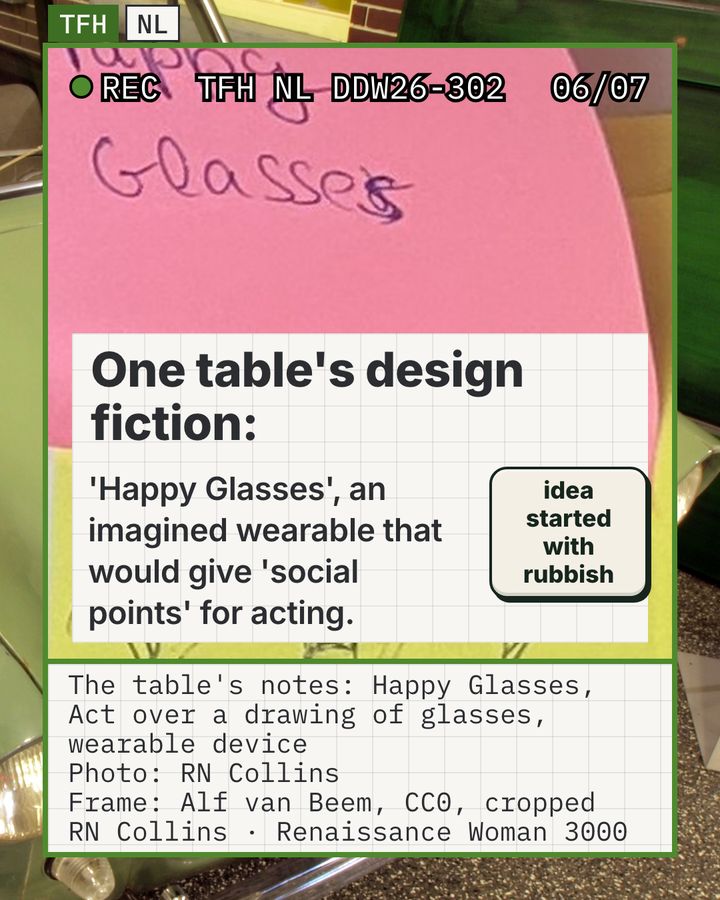 TFH NL
REC TFH NL DDW26-302 06/07
Happy
Glasses
One table's design
fiction:
'Happy Glasses', an
imagined wearable that
would give 'social
points' for acting.
idea
started
with
rubbish
The table's notes: Happy Glasses,
Act over a drawing of glasses,
wearable device
Photo: RN Collins
Frame: Alf van Beem, CC0, cropped
RN Collins · Renaissance Woman 3000